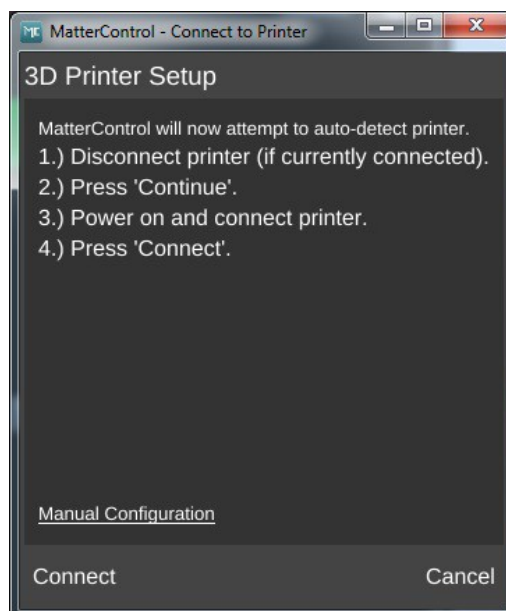 MC MatterControl - Connect to Printer
3D Printer Setup
MatterControl will now attempt to auto-detect printer.
1.) Disconnect printer (if currently connected).
2.) Press 'Continue'.
3.) Power on and connect printer.
4.) Press 'Connect'.
Manual Configuration
Connect Cancel